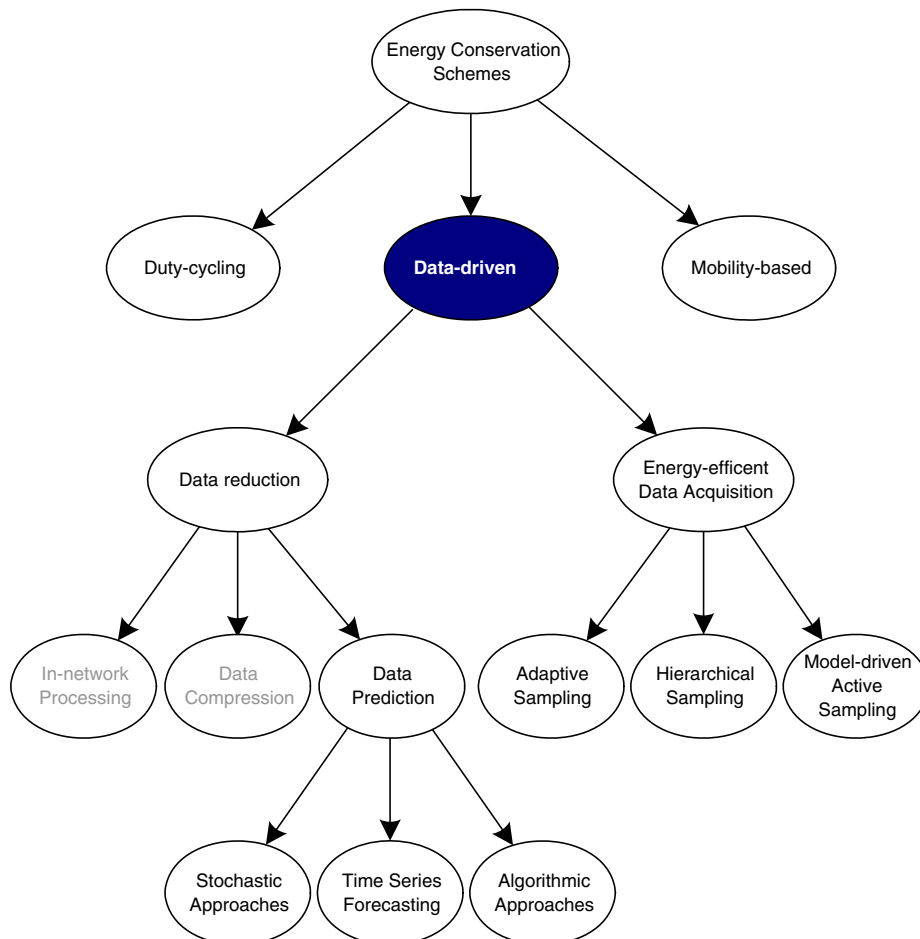 Energy Conservation
Schemes
Duty-cycling
Data-driven
Mobility-based
Data reduction
Energy-efficent
Data Acquisition
In-network
Processing
Data
Compression
Data
Prediction
Adaptive
Sampling
Hierarchical
Sampling
Model-driven
Active
Sampling
Stochastic
Approaches
Time Series
Forecasting
Algorithmic
Approaches